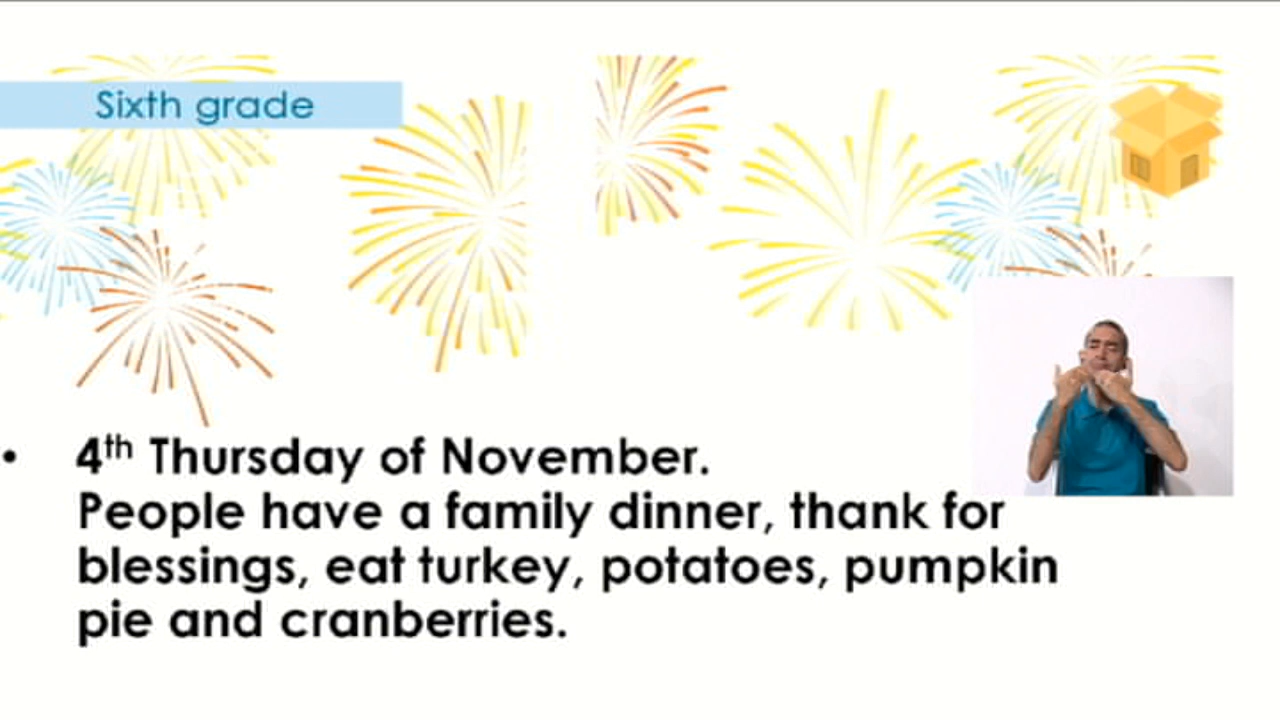 Sixth grade
• 4th Thursday of November.
People have a family dinner, thank for
blessings, eat turkey, potatoes, pumpkin
pie and cranberries.